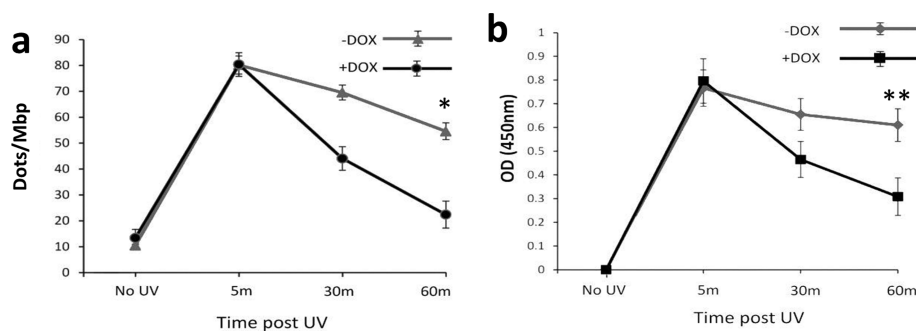 a
-DOX
+DOX
90
80
70
60
50
40
30
20
10
0
Dots/Mbp
*
No UV
5m
30m
60m
Time post UV
b
-DOX
+DOX
1
0.9
0.8
0.7
0.6
0.5
0.4
0.3
0.2
0.1
0
OD (450nm)
**
No UV
5m
30m
60m
Time post UV